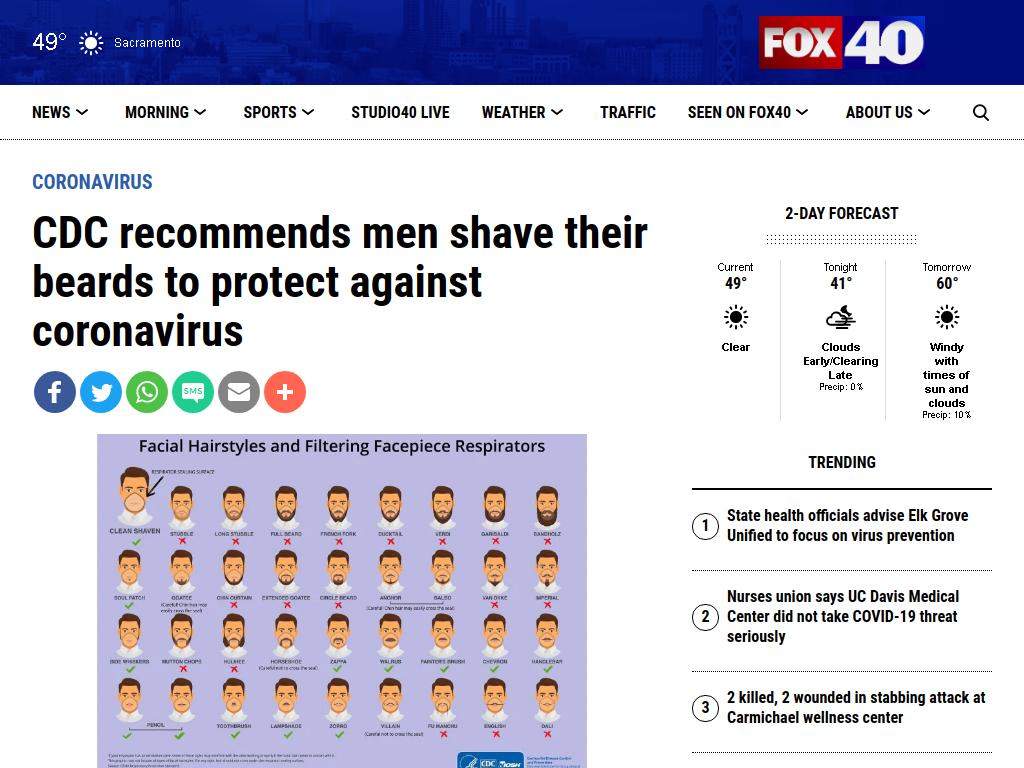 49°
Sacramento
FOX 40
NEWS
MORNING
SPORTS
STUDIO40 LIVE
WEATHER
TRAFFIC
SEEN ON FOX40
ABOUT US
CORONAVIRUS
CDC recommends men shave their
beards to protect against
coronavirus
SMS
Facial Hairstyles and Filtering Facepiece Respirators
RESPIRATOR SEALING SURFACE
CLEAN SHAVEN
STUBBLE
LONG STUBBLE
FULL BEARD
FRENCH FORK
DUCKTAIL
VERDI
GARIBALDI
BANDHOLZ
SOUL PATCH
GOATEE
(Careful! Chin hair may
easily cross the seal)
CHIN CURTAIN
EXTENDED GOATEE
CIRCLE BEARD
ANCHOR
BALBO
(Careful! Chin hair may easily cross the seal)
VAN DYKE
IMPERIAL
SIDE WHISKERS
MUTTON CHOPS
HULIHEE
HORSESHOE
(Careful not to cross the seal)
ZAPPA
WALRUS
PAINTER'S BRUSH
CHEVRON
HANDLEBAR
PENCIL
TOOTHBRUSH
LAMPSHADE
ZORRO
VILLAIN
(Careful not to cross the seal)
FU MANCHU
ENGLISH
DALI
CDC
NIOSH
2-DAY FORECAST
Current
49°
Clear
Tonight
41°
Clouds
Early/Clearing
Late
Precip: 0%
Tomorrow
60°
Windy
with
times of
sun and
clouds
Precip: 10%
TRENDING
1
State health officials advise Elk Grove
Unified to focus on virus prevention
2
Nurses union says UC Davis Medical
Center did not take COVID-19 threat
seriously
3
2 killed, 2 wounded in stabbing attack at
Carmichael wellness center